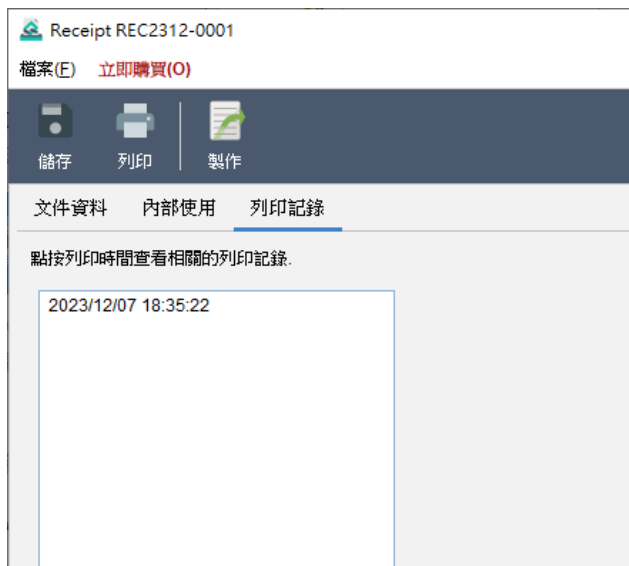 Receipt REC2312-0001
檔案(F) 立即購買(O)
儲存 列印 製作
文件資料 內部使用 列印記錄
點按列印時間查看相關的列印記錄.
2023/12/07 18:35:22